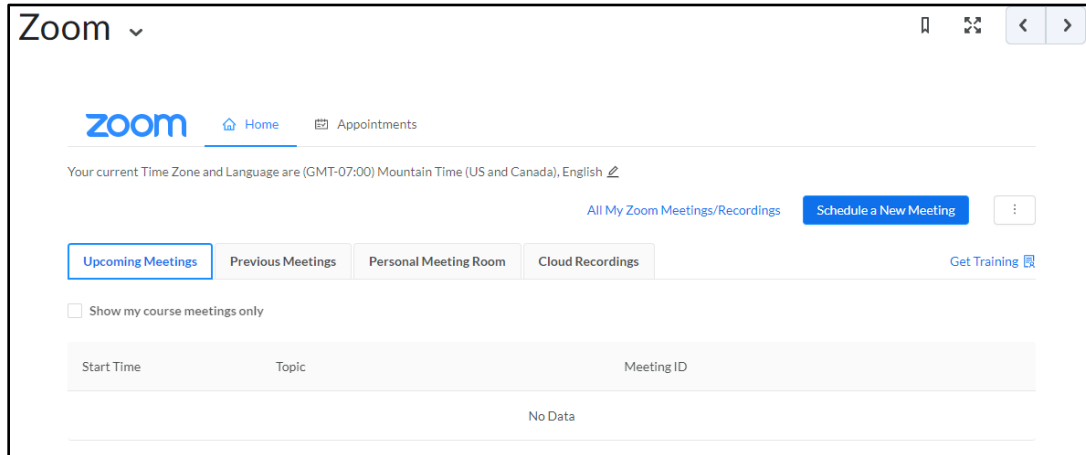 Zoom
zoom Home Appointments
Your current Time Zone and Language are (GMT-07:00) Mountain Time (US and Canada), English
All My Zoom Meetings/Recordings Schedule a New Meeting
Upcoming Meetings Previous Meetings Personal Meeting Room Cloud Recordings Get Training
Show my course meetings only
Start Time Topic Meeting ID
No Data